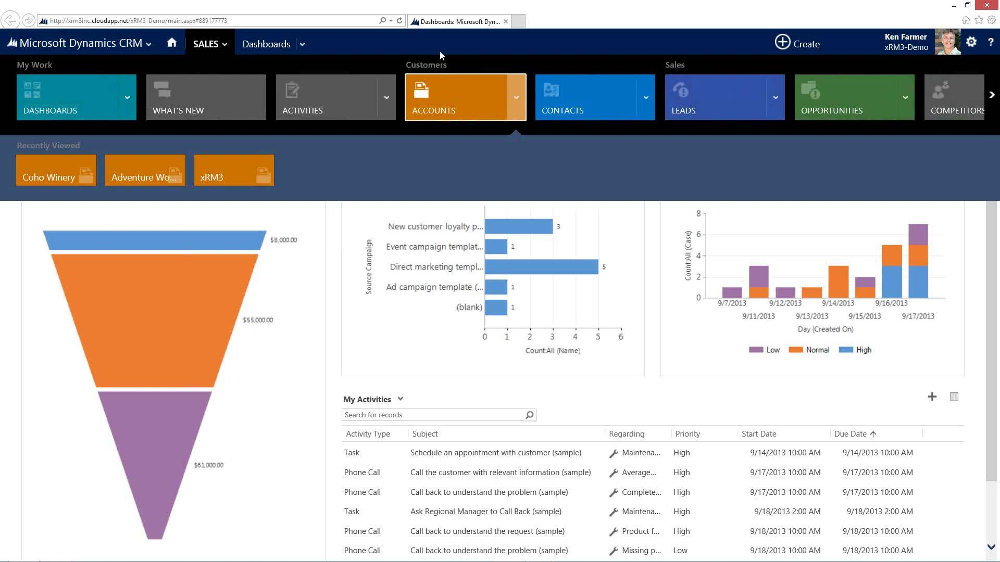 http://xrm3inc.cloudapp.net/xRM3-Demo/main.aspx#889177773
Dashboards: Microsoft Dyn...
Microsoft Dynamics CRM
SALES
Dashboards
Create
Ken Farmer
xRM3-Demo
?
My Work
Customers
Sales
DASHBOARDS
WHAT'S NEW
ACTIVITIES
ACCOUNTS
CONTACTS
LEADS
OPPORTUNITIES
COMPETITORS
Recently Viewed
Coho Winery
Adventure Wo...
xRM3
$8,000.00
$55,000.00
$61,000.00
Source Campaign
New customer loyalty p... 3
Event campaign templat... 1
Direct marketing templ... 5
Ad campaign template (... 1
(blank) 1
0 1 2 3 4 5 6
Count:All (Name)
Count:All (Case)
8
6
4
2
0
9/7/2013 9/12/2013 9/14/2013 9/16/2013
9/11/2013 9/13/2013 9/15/2013 9/17/2013
Day (Created On)
Low Normal High
My Activities
Search for records
Activity Type Subject Regarding Priority Start Date Due Date
Task Schedule an appointment with customer (sample) Maintena... High 9/14/2013 10:00 AM 9/14/2013 10:00 AM
Phone Call Call the customer with relevant information (sample) Average... High 9/17/2013 10:00 AM 9/17/2013 10:00 AM
Phone Call Call back to understand the problem (sample) Complete... High 9/17/2013 10:00 AM 9/17/2013 10:00 AM
Task Ask Regional Manager to Call Back (sample) Maintena... High 9/18/2013 2:00 AM 9/18/2013 2:00 AM
Phone Call Call back to understand the request (sample) Product f... High 9/18/2013 10:00 AM 9/18/2013 10:00 AM
Phone Call Call back to understand the problem (sample) Missing p... Low 9/18/2013 10:00 AM 9/18/2013 10:00 AM